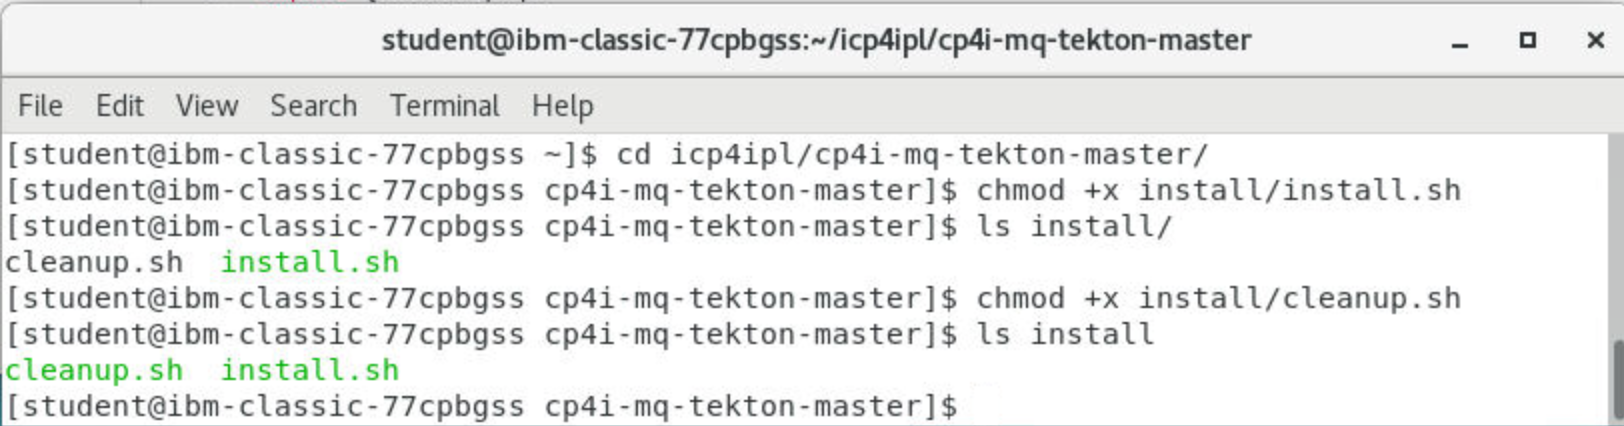 student@ibm-classic-77cpbgss:~/icp4ipl/cp4i-mq-tekton-master
File Edit View Search Terminal Help
[student@ibm-classic-77cpbgss ~]$ cd icp4ipl/cp4i-mq-tekton-master/
[student@ibm-classic-77cpbgss cp4i-mq-tekton-master]$ chmod +x install/install.sh
[student@ibm-classic-77cpbgss cp4i-mq-tekton-master]$ ls install/
cleanup.sh  install.sh
[student@ibm-classic-77cpbgss cp4i-mq-tekton-master]$ chmod +x install/cleanup.sh
[student@ibm-classic-77cpbgss cp4i-mq-tekton-master]$ ls install
cleanup.sh  install.sh
[student@ibm-classic-77cpbgss cp4i-mq-tekton-master]$